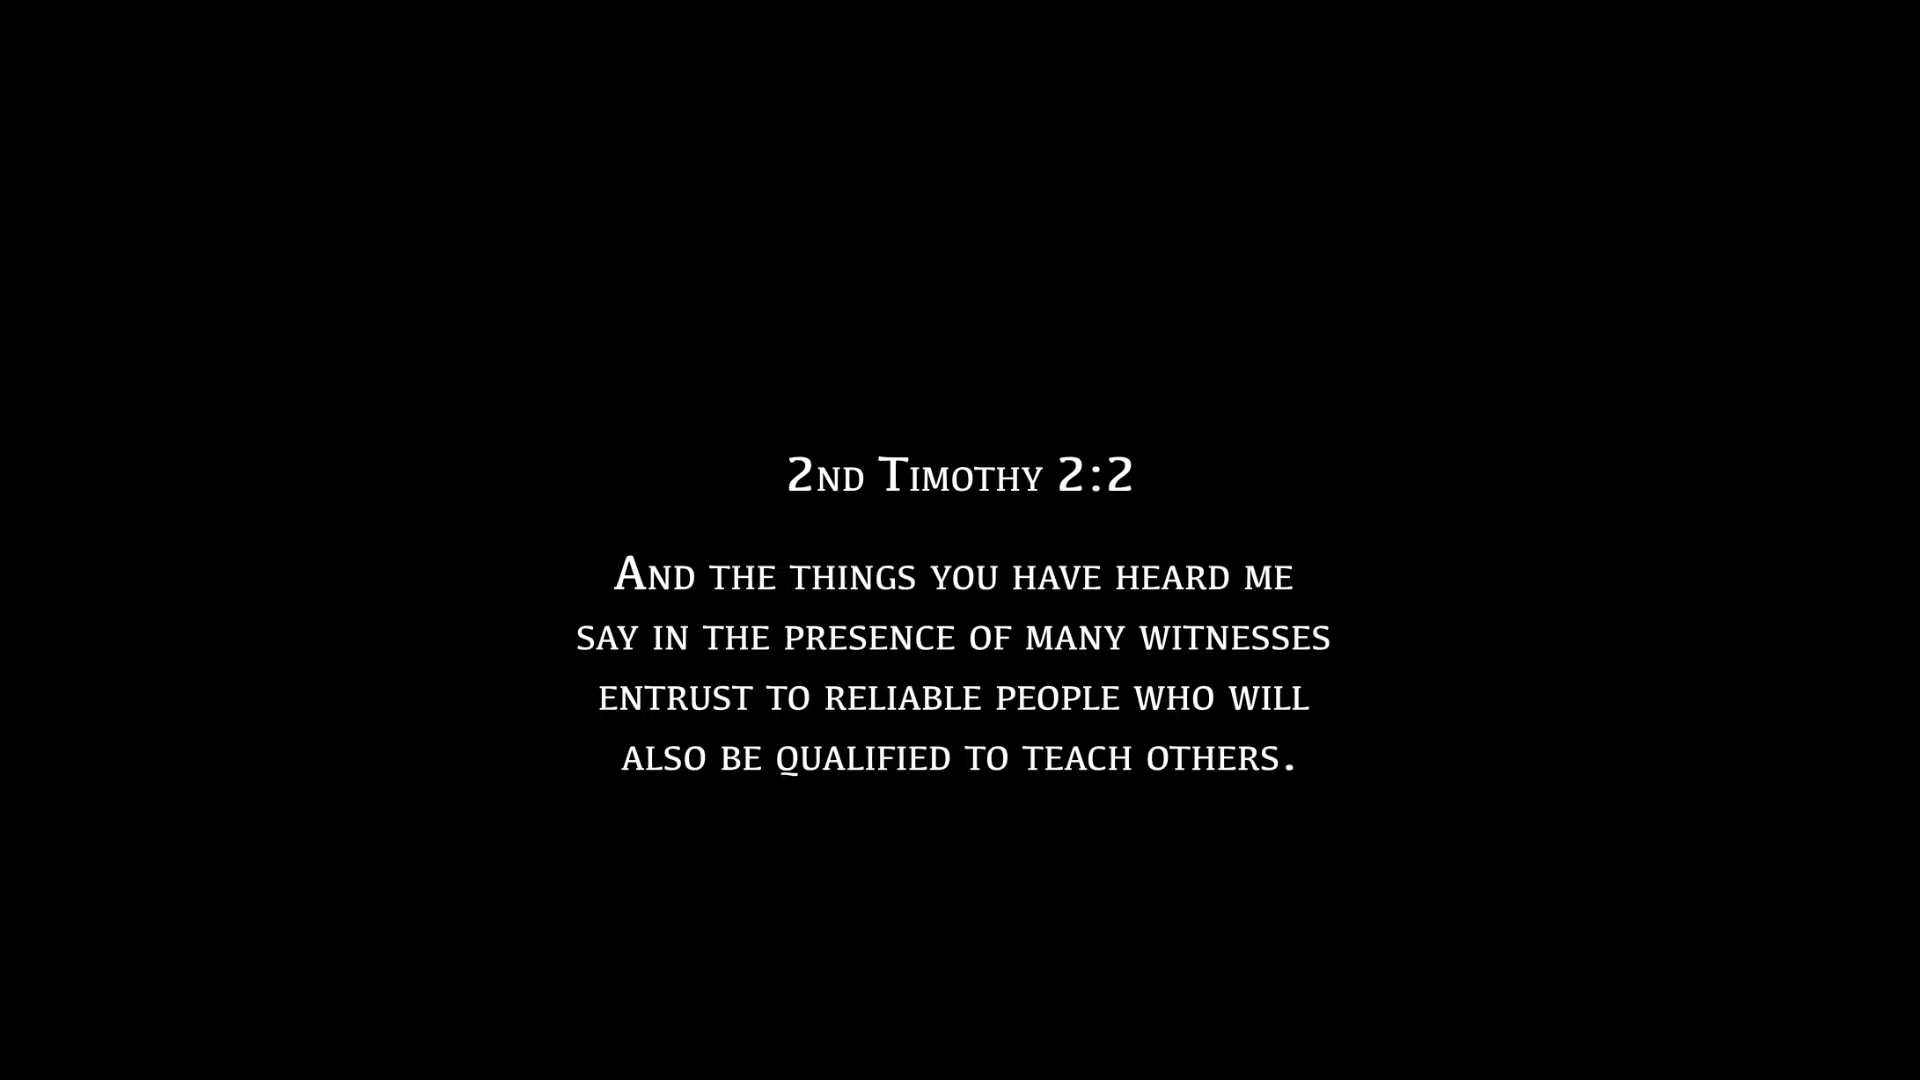 2nd Timothy 2:2
And the things you have heard me
say in the presence of many witnesses
entrust to reliable people who will
also be qualified to teach others.